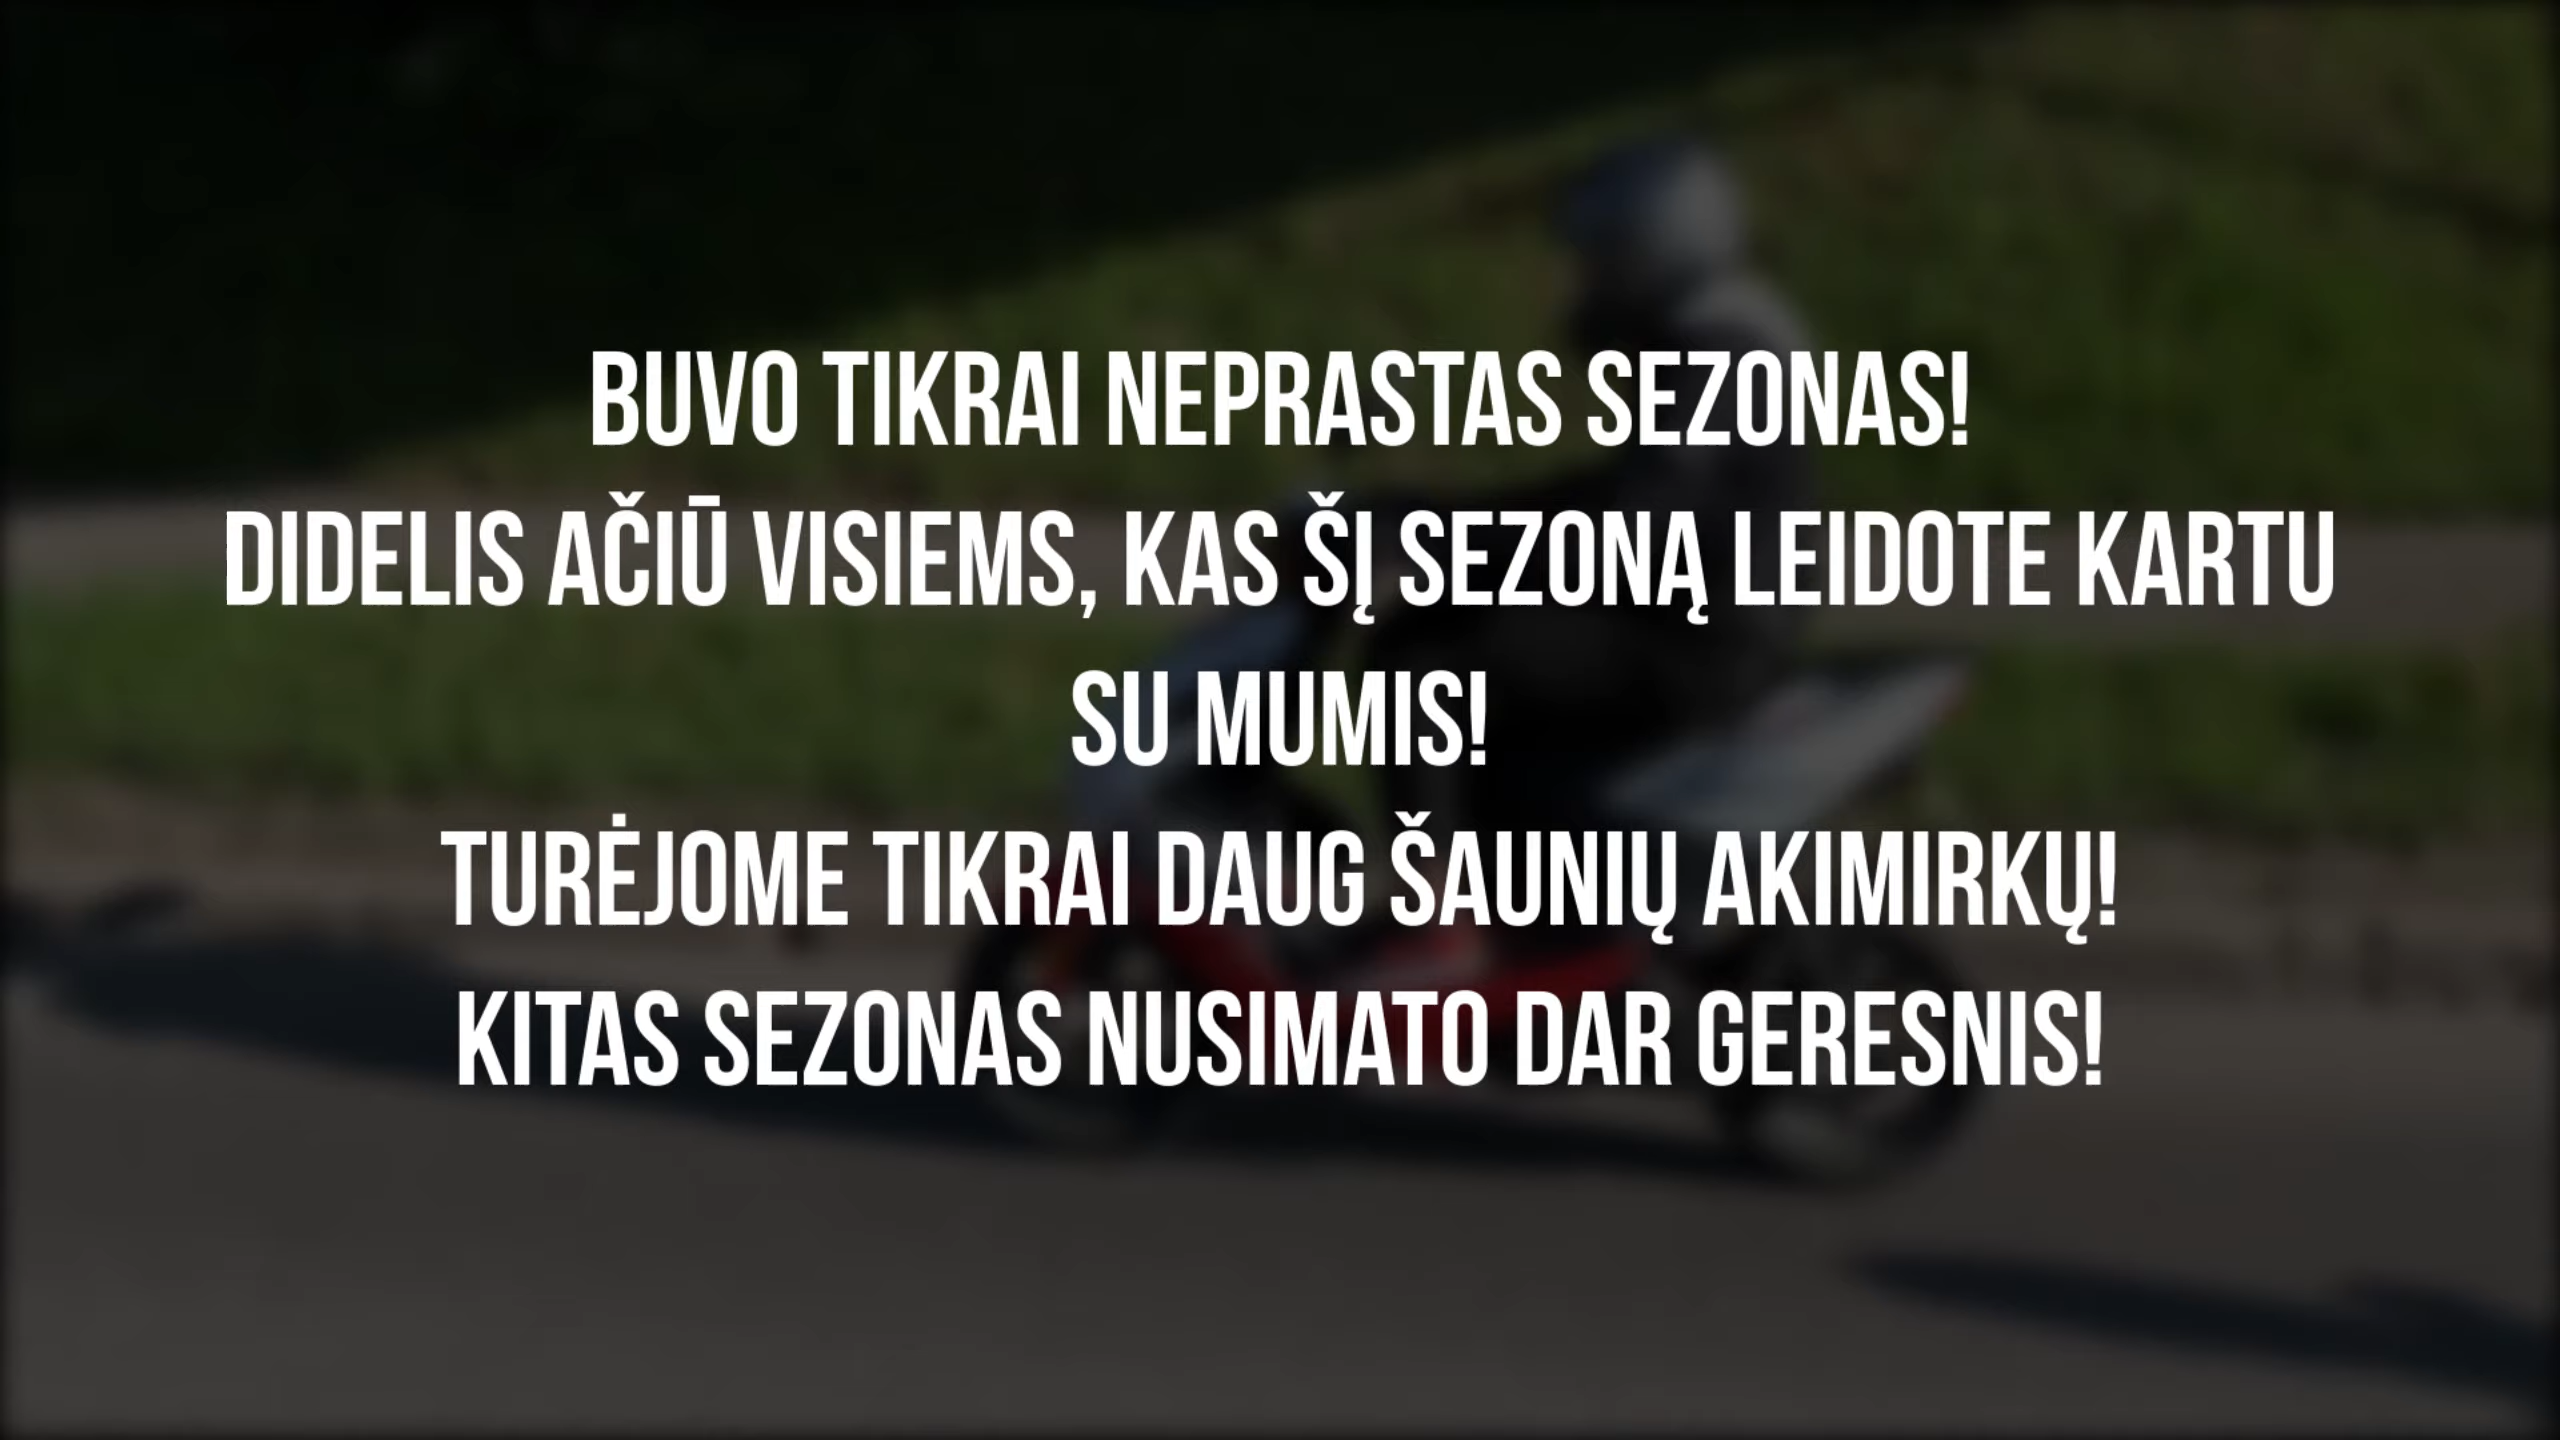 BUVO TIKRAI NEPRASTAS SEZONAS!
DIDELIS AČIŪ VISIEMS, KAS ŠĮ SEZONĄ LEIDOTE KARTU
SU MUMIS!
TURĖJOME TIKRAI DAUG ŠAUNIŲ AKIMIRKŲ!
KITAS SEZONAS NUSIMATO DAR GERESNIS!